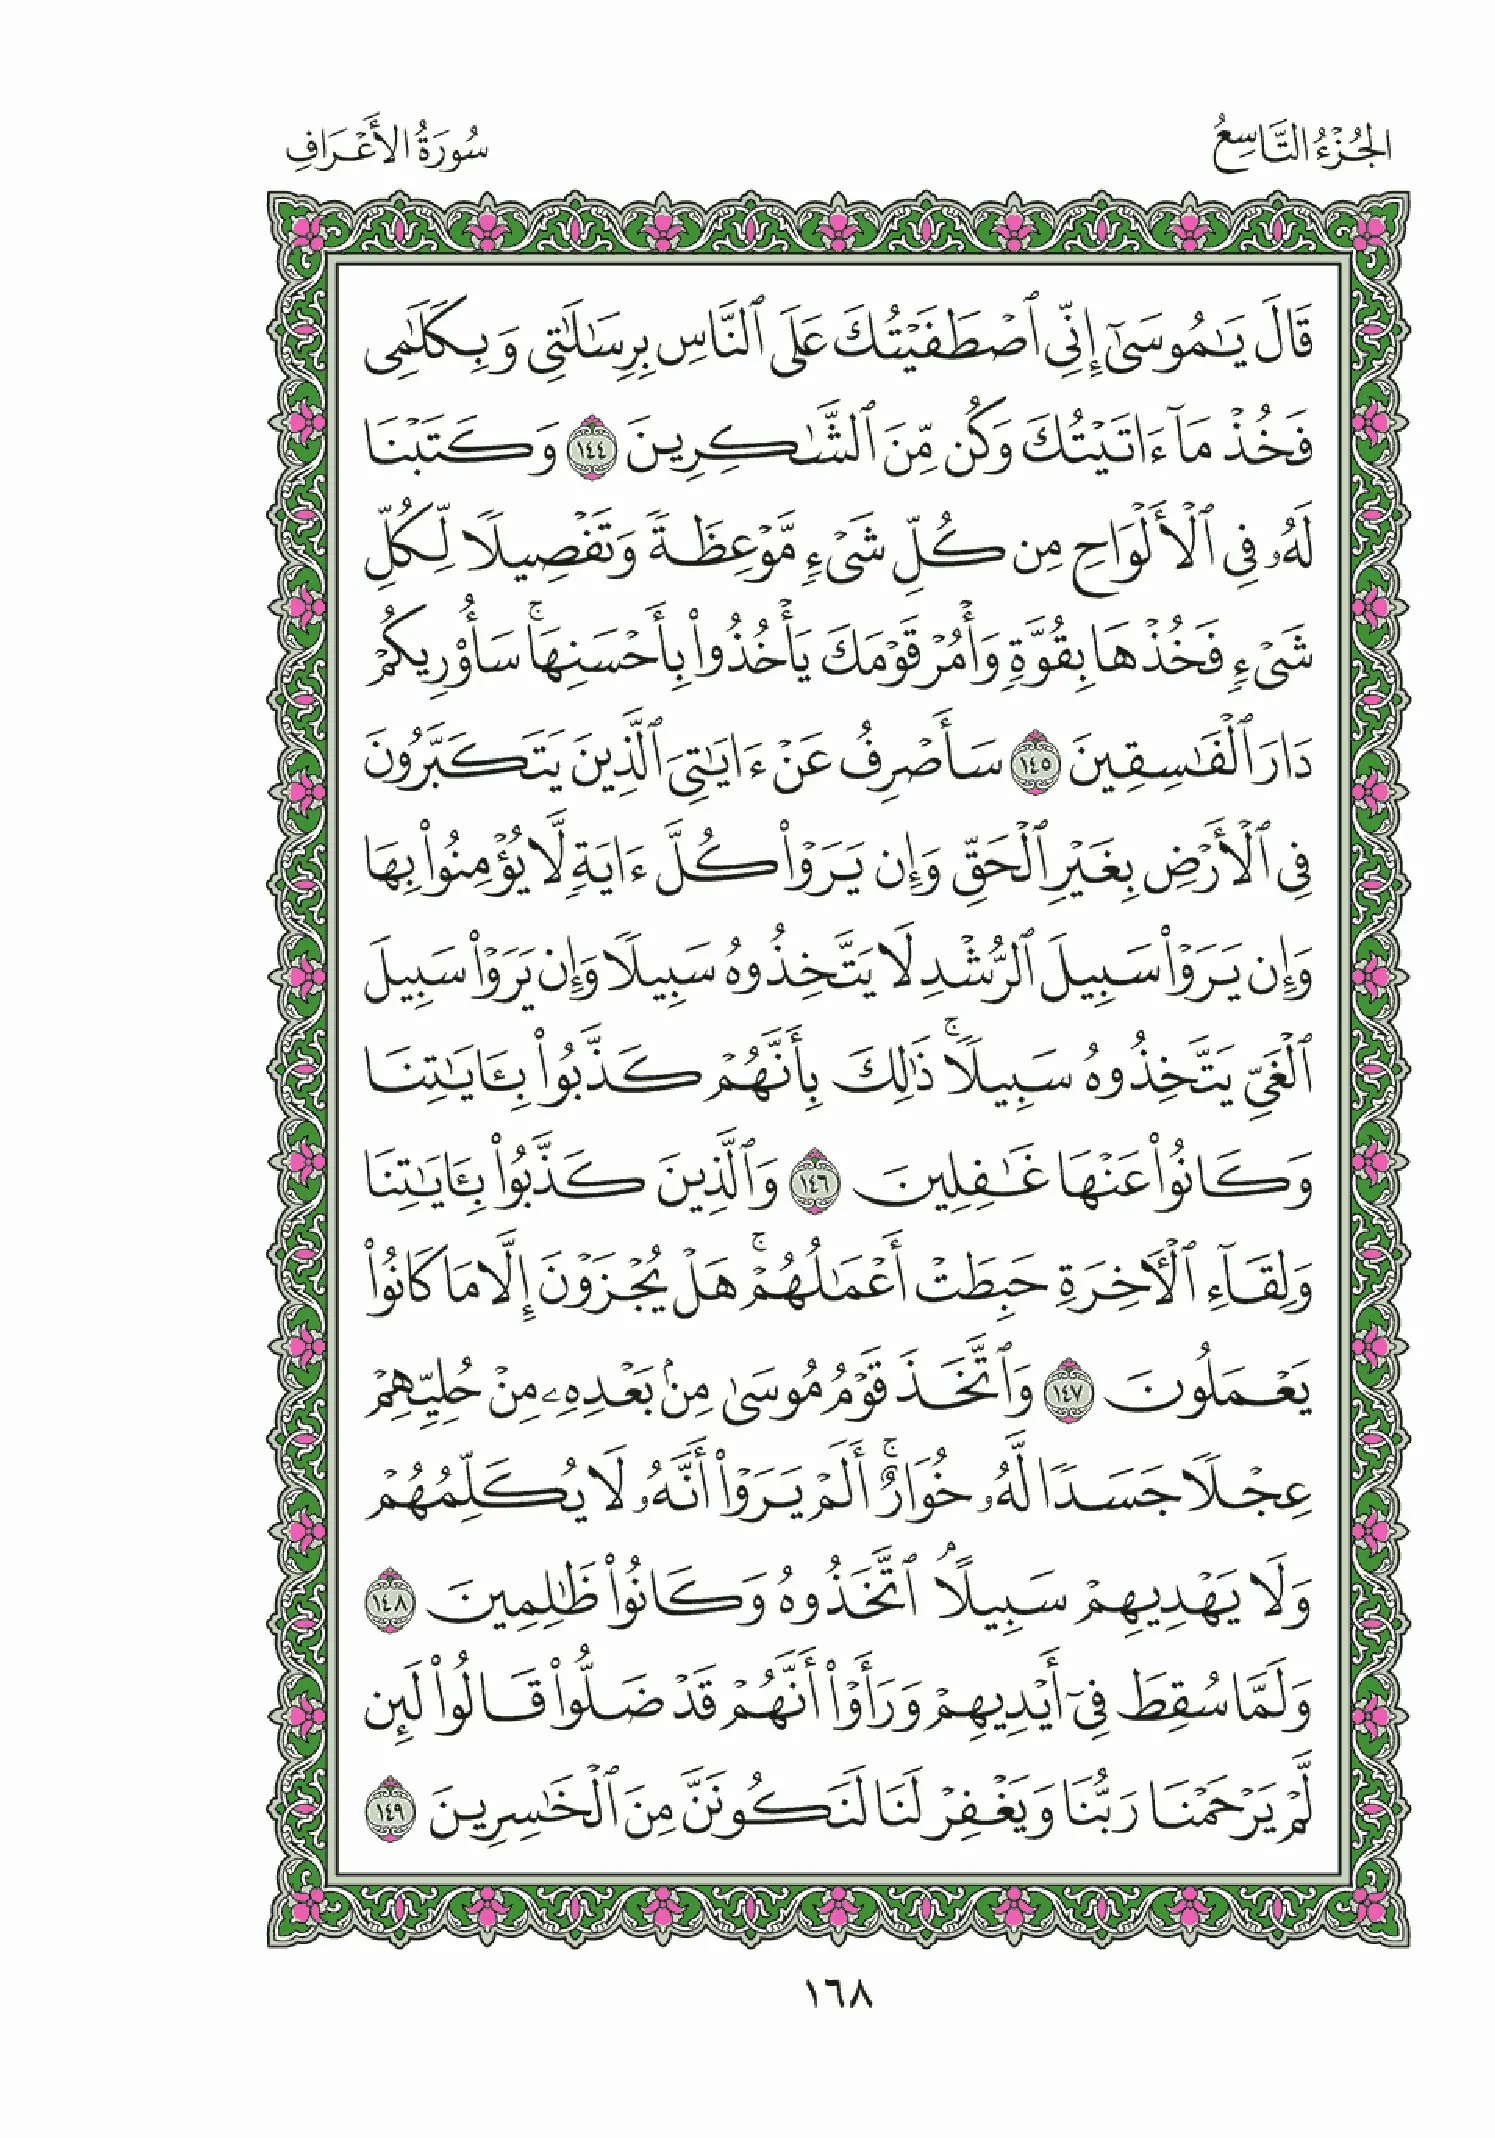 الجُزْءُ التَّاسِعُ
سُورَةُ الأَعْرَافِ
قَالَ يَٰمُوسَىٰٓ إِنِّي ٱصْطَفَيْتُكَ عَلَى ٱلنَّاسِ بِرِسَٰلَٰتِي وَبِكَلَٰمِي
فَخُذْ مَآ ءَاتَيْتُكَ وَكُن مِّنَ ٱلشَّٰكِرِينَ ١٤٤ وَكَتَبْنَا
لَهُۥ فِي ٱلْأَلْوَاحِ مِن كُلِّ شَيْءٍ مَّوْعِظَةً وَتَفْصِيلًا لِّكُلِّ
شَيْءٍ فَخُذْهَا بِقُوَّةٍ وَأْمُرْ قَوْمَكَ يَأْخُذُوا۟ بِأَحْسَنِهَا ۚ سَأُو۟رِيكُمْ
دَارَ ٱلْفَٰسِقِينَ ١٤٥ سَأَصْرِفُ عَنْ ءَايَٰتِيَ ٱلَّذِينَ يَتَكَبَّرُونَ
فِي ٱلْأَرْضِ بِغَيْرِ ٱلْحَقِّ وَإِن يَرَوْا۟ كُلَّ ءَايَةٍ لَّا يُؤْمِنُوا۟ بِهَا
وَإِن يَرَوْا۟ سَبِيلَ ٱلرُّشْدِ لَا يَتَّخِذُوهُ سَبِيلًا وَإِن يَرَوْا۟ سَبِيلَ
ٱلْغَيِّ يَتَّخِذُوهُ سَبِيلًا ۚ ذَٰلِكَ بِأَنَّهُمْ كَذَّبُوا۟ بِـَٔايَٰتِنَا
وَكَانُوا۟ عَنْهَا غَٰفِلِينَ ١٤٦ وَٱلَّذِينَ كَذَّبُوا۟ بِـَٔايَٰتِنَا
وَلِقَآءِ ٱلْـَٔاخِرَةِ حَبِطَتْ أَعْمَٰلُهُمْ ۚ هَلْ يُجْزَوْنَ إِلَّا مَا كَانُوا۟
يَعْمَلُونَ ١٤٧ وَٱتَّخَذَ قَوْمُ مُوسَىٰ مِنۢ بَعْدِهِۦ مِنْ حُلِيِّهِمْ
عِجْلًا جَسَدًا لَّهُۥ خُوَارٌ ۚ أَلَمْ يَرَوْا۟ أَنَّهُۥ لَا يُكَلِّمُهُمْ
وَلَا يَهْدِيهِمْ سَبِيلًا ۘ ٱتَّخَذُوهُ وَكَانُوا۟ ظَٰلِمِينَ ١٤٨
وَلَمَّا سُقِطَ فِيٓ أَيْدِيهِمْ وَرَأَوْا۟ أَنَّهُمْ قَدْ ضَلُّوا۟ قَالُوا۟ لَئِن
لَّمْ يَرْحَمْنَا رَبُّنَا وَيَغْفِرْ لَنَا لَنَكُونَنَّ مِنَ ٱلْخَٰسِرِينَ ١٤٩
١٦٨